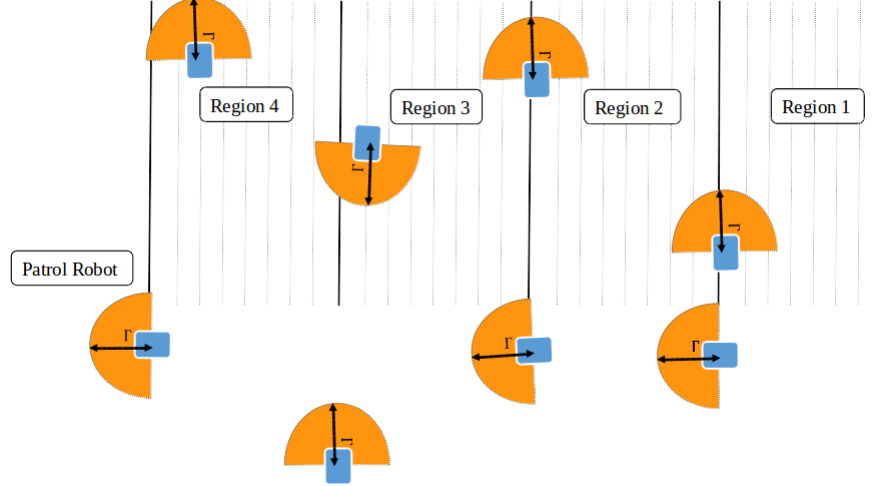 Γ
Γ
Region 4
Region 3
Region 2
Region 1
Γ
Γ
Patrol Robot
Γ
Γ
Γ
Γ